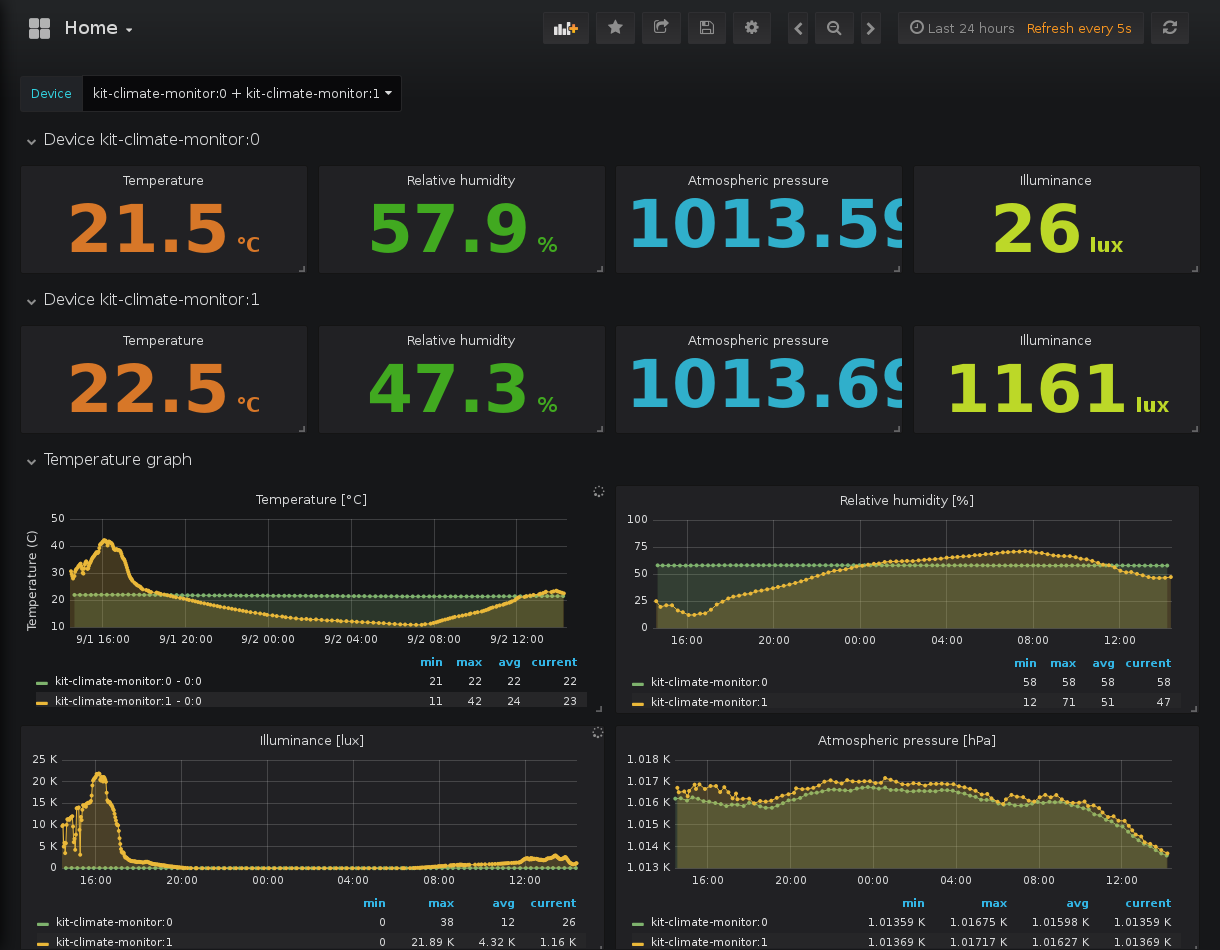 Home
Last 24 hours Refresh every 5s
Device kit-climate-monitor:0 + kit-climate-monitor:1
Device kit-climate-monitor:0
Temperature Relative humidity Atmospheric pressure Illuminance
21.5 °C 57.9 % 1013.59 26 lux
Device kit-climate-monitor:1
Temperature Relative humidity Atmospheric pressure Illuminance
22.5 °C 47.3 % 1013.69 1161 lux
Temperature graph
Temperature [°C]
Temperature (C)
50
40
30
20
10
9/1 16:00 9/1 20:00 9/2 00:00 9/2 04:00 9/2 08:00 9/2 12:00
min max avg current
kit-climate-monitor:0 - 0:0 21 22 22 22
kit-climate-monitor:1 - 0:0 11 42 24 23
Relative humidity [%]
100
75
50
25
0
16:00 20:00 00:00 04:00 08:00 12:00
min max avg current
kit-climate-monitor:0 58 58 58 58
kit-climate-monitor:1 12 71 51 47
Illuminance [lux]
25 K
20 K
15 K
10 K
5 K
0
16:00 20:00 00:00 04:00 08:00 12:00
min max avg current
kit-climate-monitor:0 0 38 12 26
kit-climate-monitor:1 0 21.89 K 4.32 K 1.16 K
Atmospheric pressure [hPa]
1.018 K
1.017 K
1.016 K
1.015 K
1.014 K
1.013 K
16:00 20:00 00:00 04:00 08:00 12:00
min max avg current
kit-climate-monitor:0 1.01359 K 1.01675 K 1.01598 K 1.01359 K
kit-climate-monitor:1 1.01369 K 1.01717 K 1.01627 K 1.01369 K